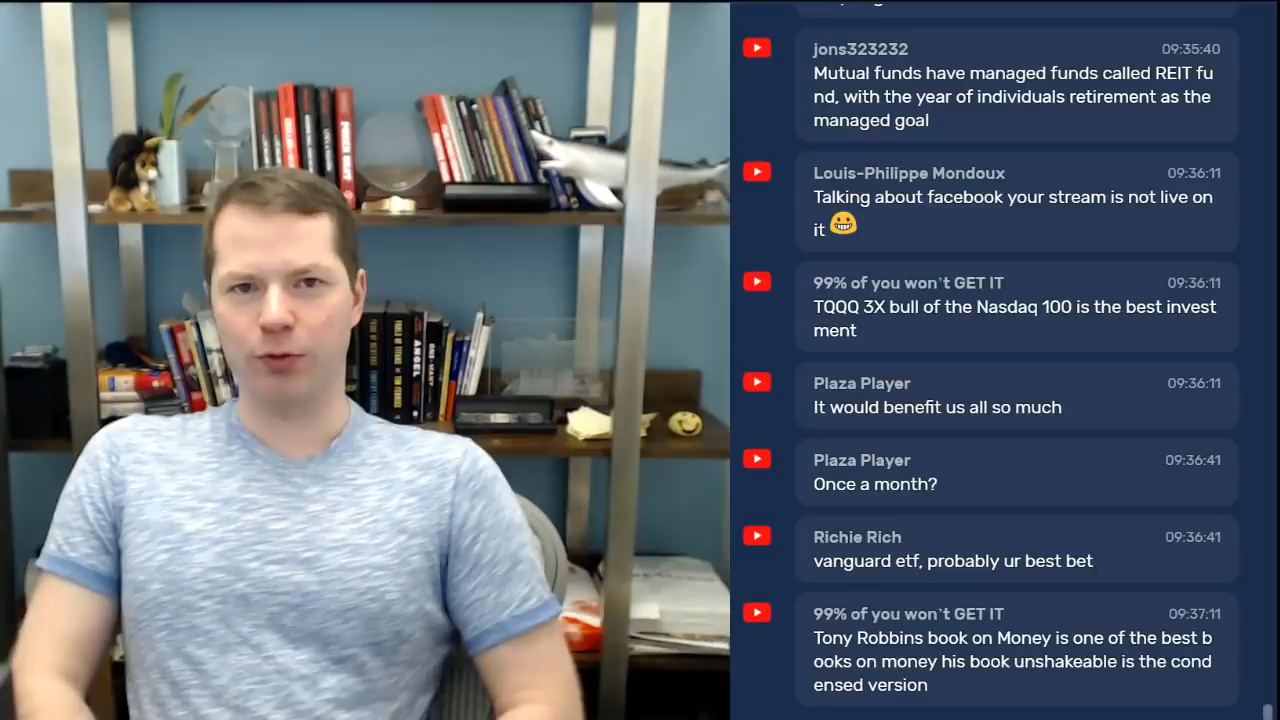 jons323232 09:35:40
Mutual funds have managed funds called REIT fu
nd, with the year of individuals retirement as the
managed goal
Louis-Philippe Mondoux 09:36:11
Talking about facebook your stream is not live on
it 😀
99% of you won`t GET IT 09:36:11
TQQQ 3X bull of the Nasdaq 100 is the best invest
ment
Plaza Player 09:36:11
It would benefit us all so much
Plaza Player 09:36:41
Once a month?
Richie Rich 09:36:41
vanguard etf, probably ur best bet
99% of you won`t GET IT 09:37:11
Tony Robbins book on Money is one of the best b
ooks on money his book unshakeable is the cond
ensed version
ANGEL